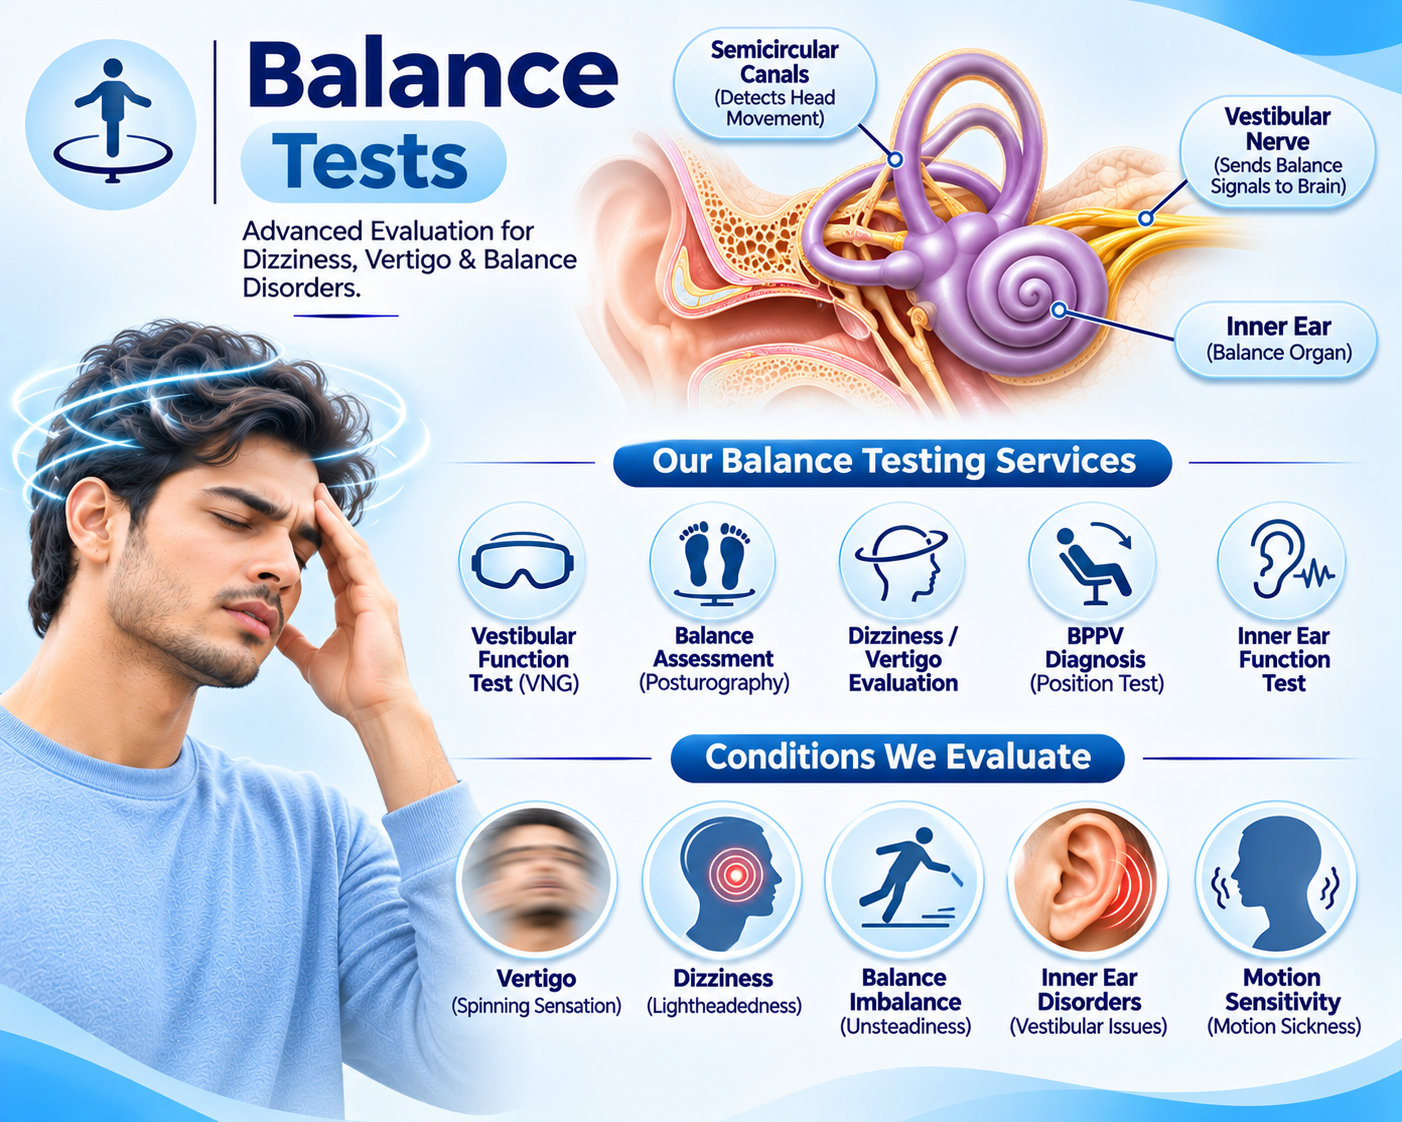 Balance
Tests
Advanced Evaluation for
Dizziness, Vertigo & Balance
Disorders.
Semicircular
Canals
(Detects Head
Movement)
Vestibular
Nerve
(Sends Balance
Signals to Brain)
Inner Ear
(Balance Organ)
Our Balance Testing Services
Vestibular
Function
Test (VNG)
Balance
Assessment
(Posturography)
Dizziness /
Vertigo
Evaluation
BPPV
Diagnosis
(Position Test)
Inner Ear
Function
Test
Conditions We Evaluate
Vertigo
(Spinning Sensation)
Dizziness
(Lightheadedness)
Balance
Imbalance
(Unsteadiness)
Inner Ear
Disorders
(Vestibular Issues)
Motion
Sensitivity
(Motion Sickness)